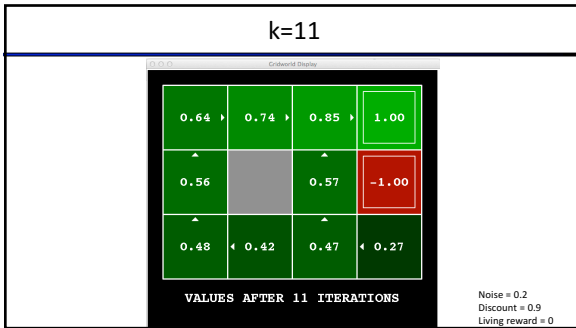 k=11
Gridworld Display
0.64 0.74 0.85 1.00
0.56 0.57 -1.00
0.48 0.42 0.47 0.27
VALUES AFTER 11 ITERATIONS
Noise = 0.2
Discount = 0.9
Living reward = 0